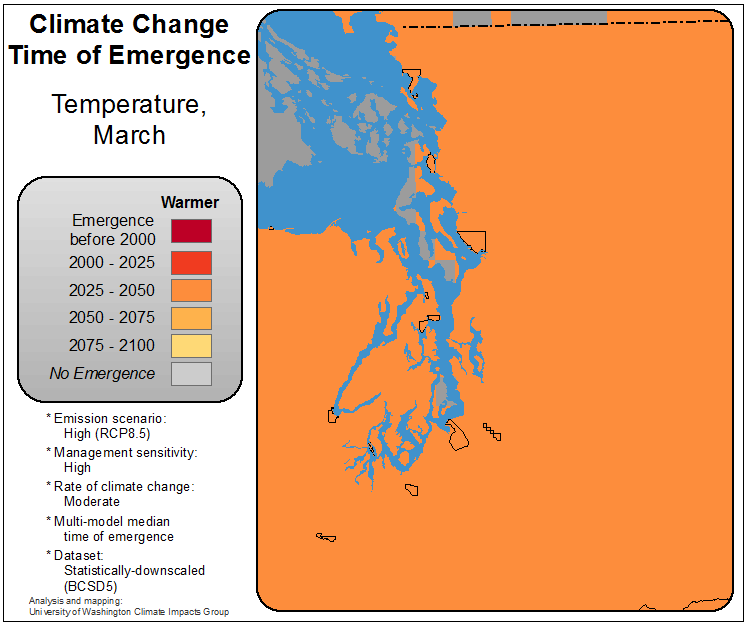 Climate Change
Time of Emergence
Temperature,
March
Warmer
Emergence
before 2000
2000 - 2025
2025 - 2050
2050 - 2075
2075 - 2100
No Emergence
* Emission scenario:
High (RCP8.5)
* Management sensitivity:
High
* Rate of climate change:
Moderate
* Multi-model median
time of emergence
* Dataset:
Statistically-downscaled
(BCSD5)
Analysis and mapping:
University of Washington Climate Impacts Group